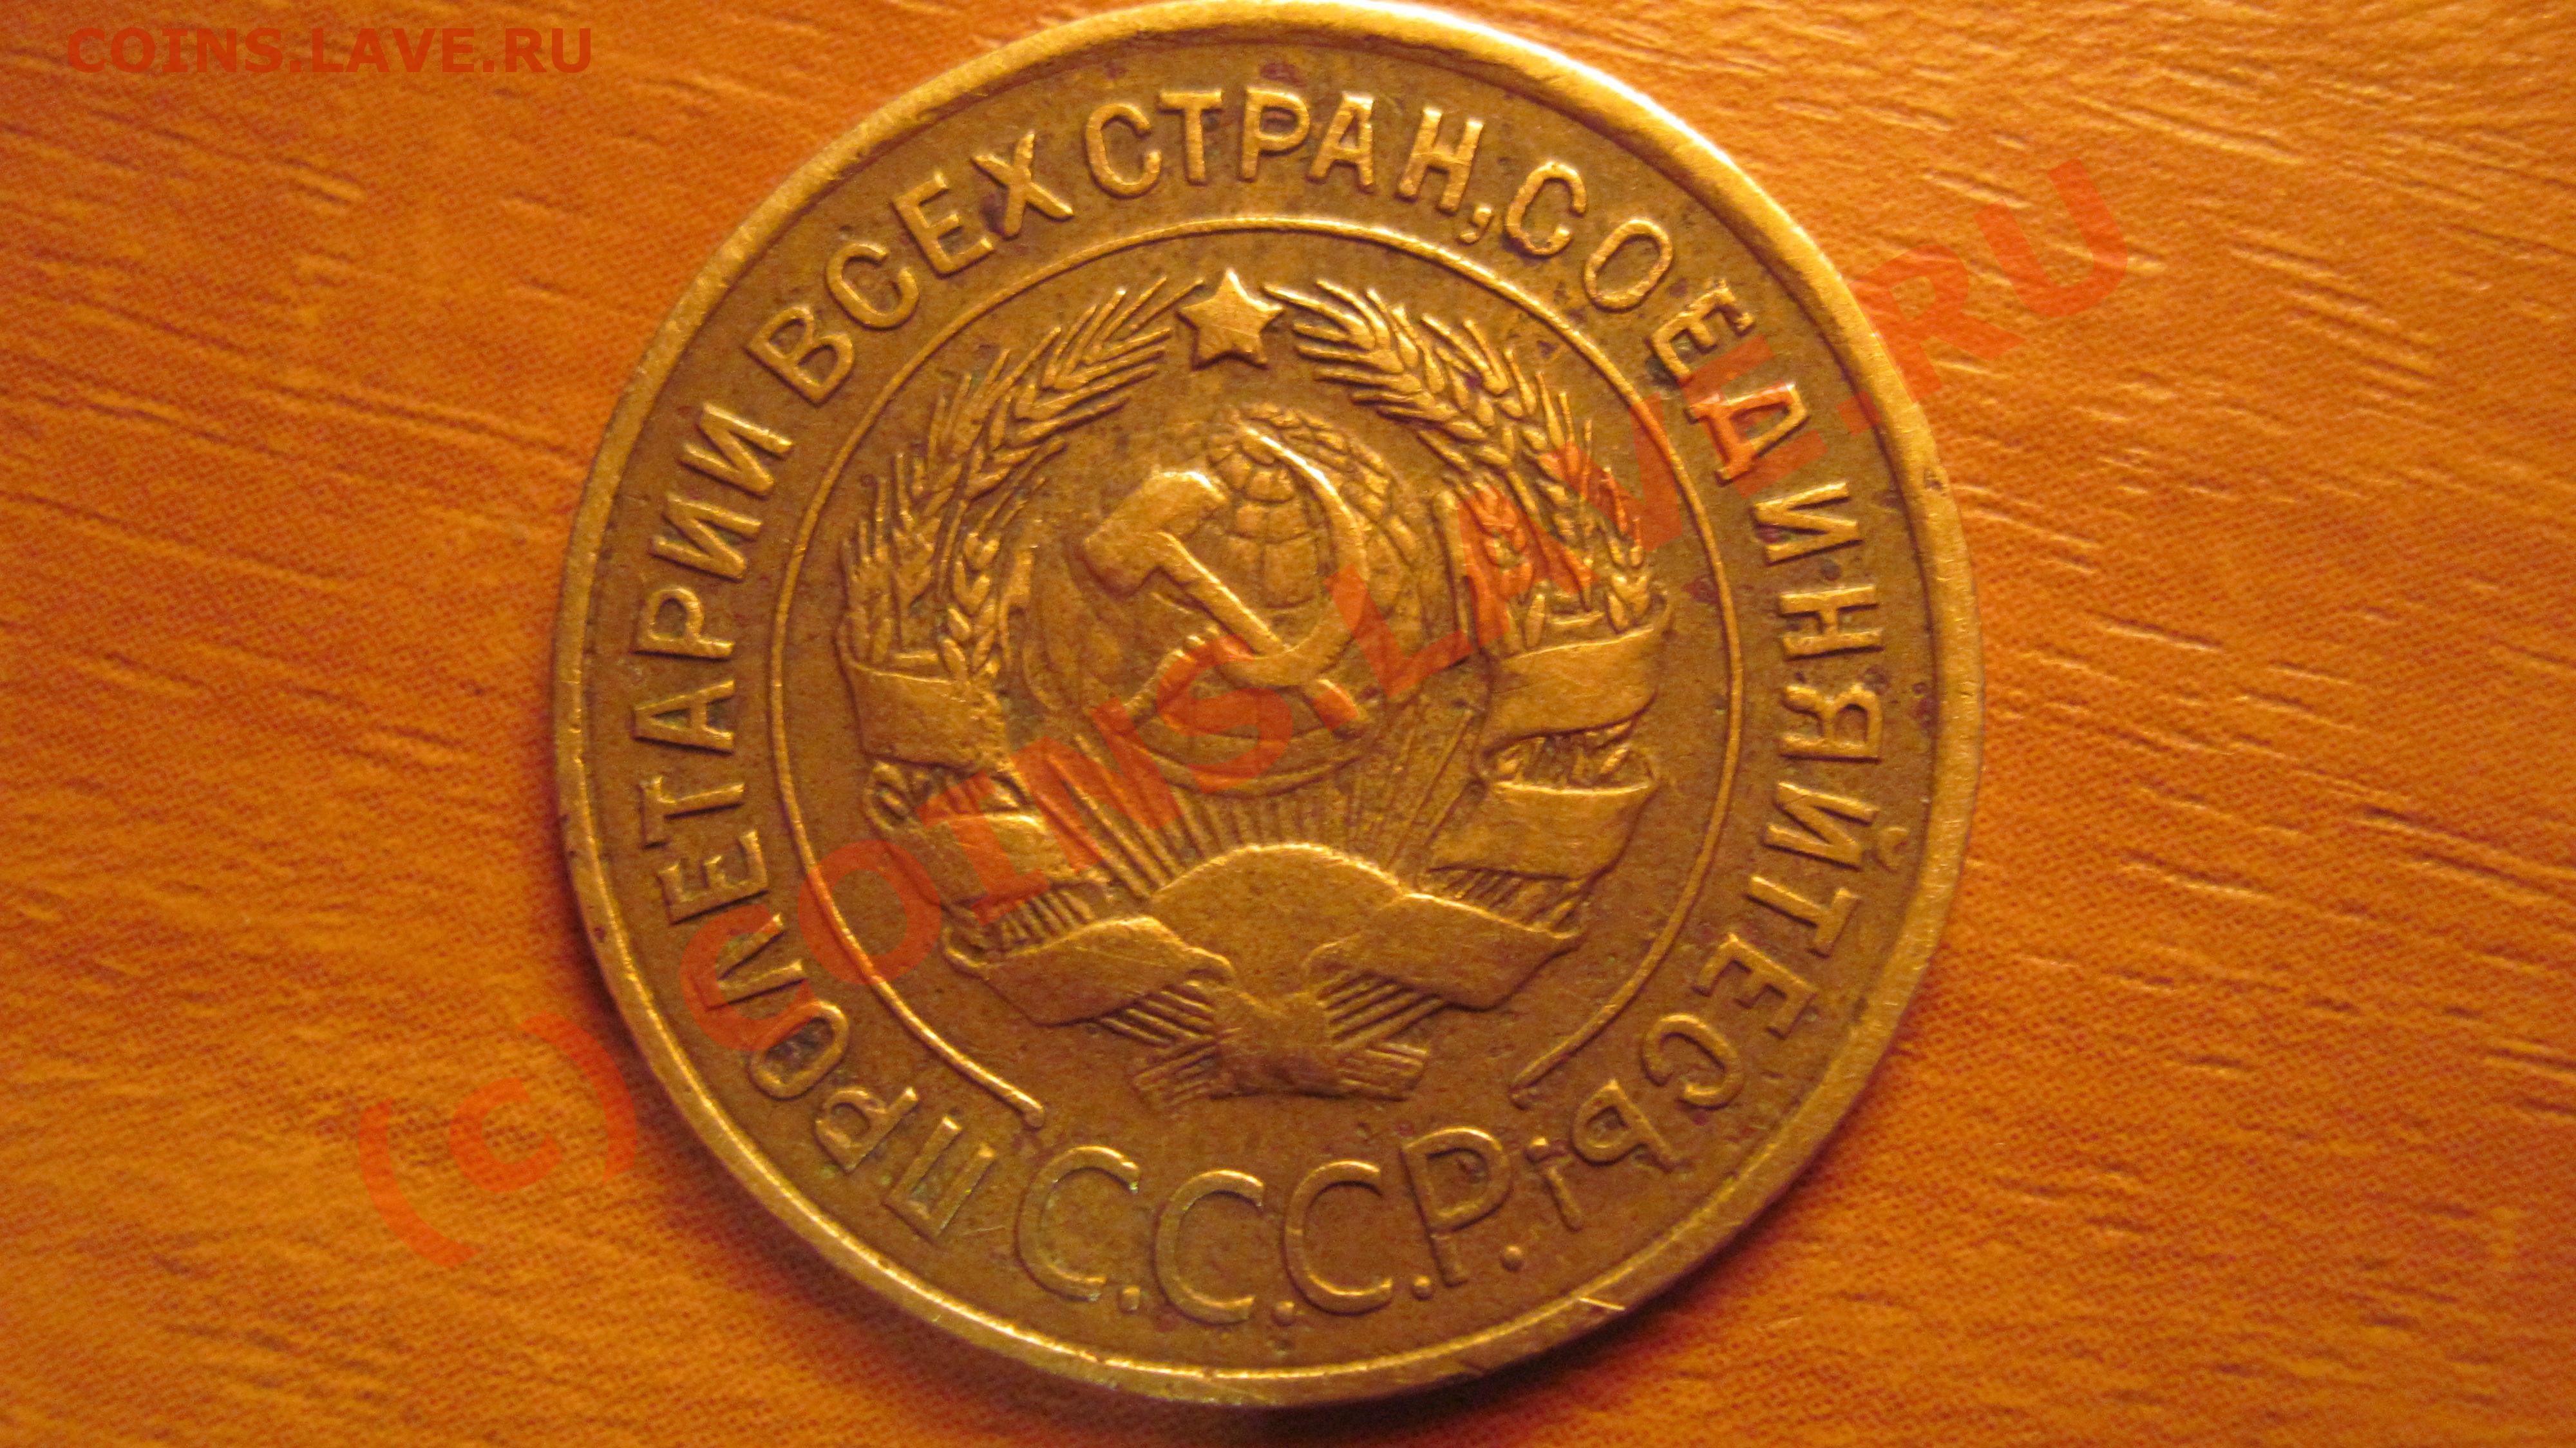 COINS.LAVE.RU
ПРОЛЕТАРИИ ВСЕХ СТРАН, СОЕДИНЯЙТЕСЬ!
С.С.С.Р.
(c) COINS.LAVE.RU